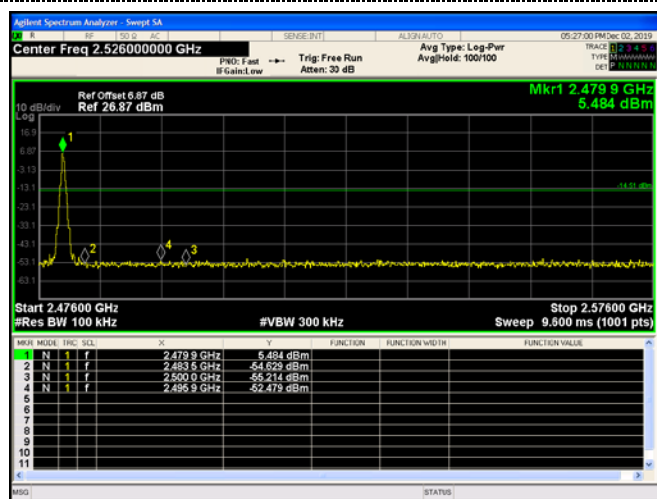 Agilent Spectrum Analyzer - Swept SA
R RF 50 Ω AC SENSE:INT ALIGN AUTO 05:27:00 PM Dec 02, 2019
Center Freq 2.526000000 GHz Avg Type: Log-Pwr TRACE 1 2 3 4 5 6
PNO: Fast Trig: Free Run Avg|Hold: 100/100 TYPE M
IFGain:Low Atten: 30 dB DET P N N N N N
Ref Offset 6.87 dB Mkr1 2.479 9 GHz
10 dB/div Ref 26.87 dBm 5.484 dBm
Log
16.9
6.87
-3.13
-13.1
-23.1
-33.1
-43.1
-53.1
-63.1
1
2
4
3
-14.51 dBm
Start 2.47600 GHz Stop 2.57600 GHz
#Res BW 100 kHz #VBW 300 kHz Sweep 9.600 ms (1001 pts)
MKR MODE TRC SCL X Y FUNCTION FUNCTION WIDTH FUNCTION VALUE
1 N 1 f 2.479 9 GHz 5.484 dBm
2 N 1 f 2.483 5 GHz -54.629 dBm
3 N 1 f 2.500 0 GHz -55.214 dBm
4 N 1 f 2.495 9 GHz -52.479 dBm
5
6
7
8
9
10
11
MSG STATUS